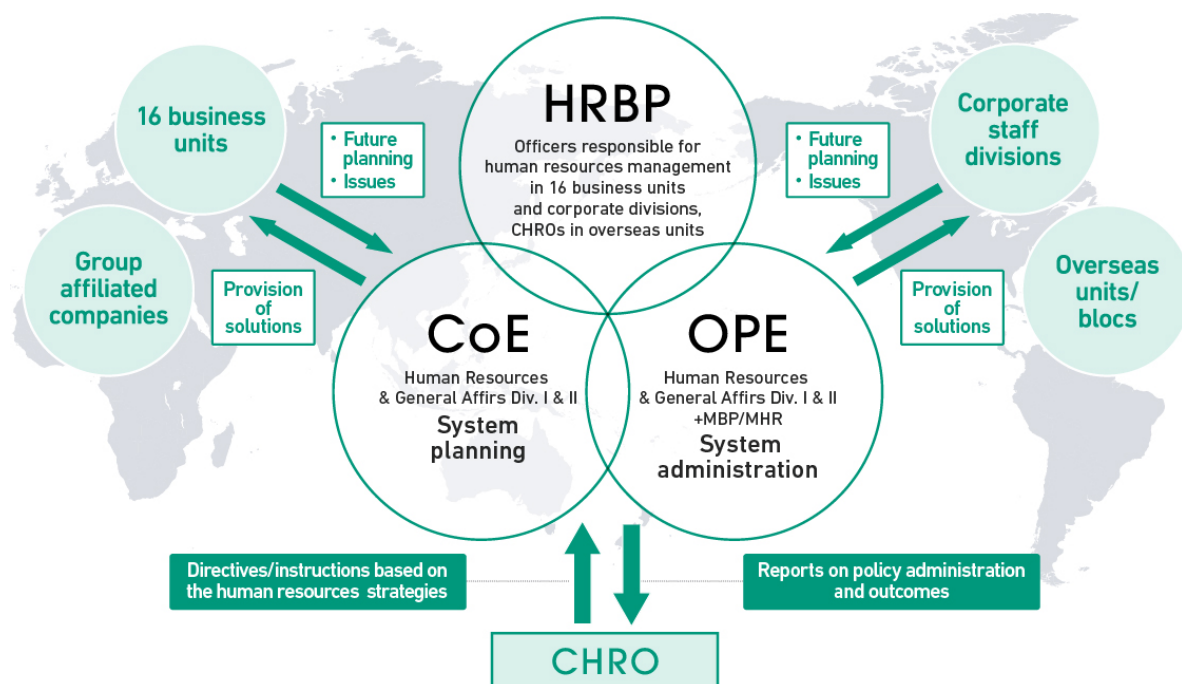 HRBP
Officers responsible for
human resources management
in 16 business units
and corporate divisions,
CHROs in overseas units
16 business
units
• Future
planning
• Issues
Group
affiliated
companies
Provision
of
solutions
• Future
planning
• Issues
Corporate
staff
divisions
Provision
of
solutions
Overseas
units/
blocs
CoE
Human Resources
& General Affirs Div. I & II
System
planning
OPE
Human Resources
& General Affirs Div. I & II
+MBP/MHR
System
administration
Directives/instructions based on
the human resources strategies
Reports on policy administration
and outcomes
CHRO